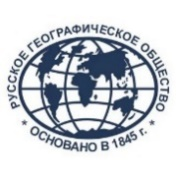 РУССКОЕ ГЕОГРАФИЧЕСКОЕ ОБЩЕСТВО
* ОСНОВАНО В 1845 г. *